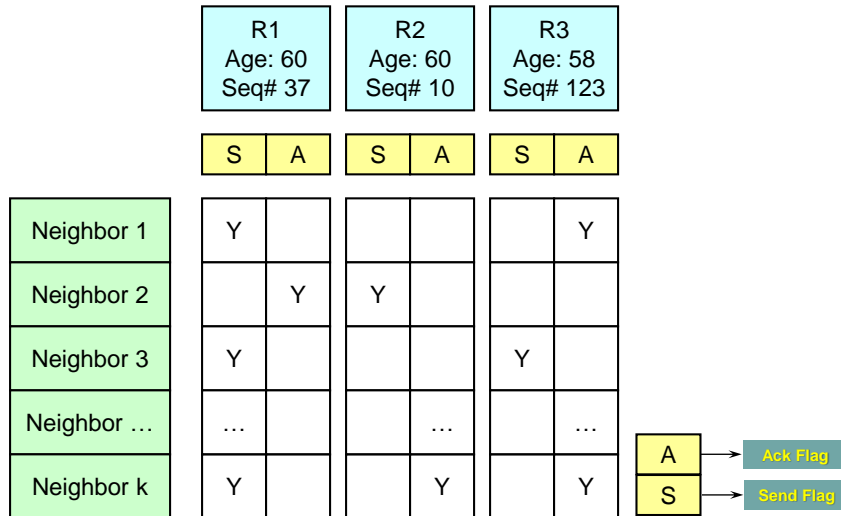 R1
Age: 60
Seq# 37
R2
Age: 60
Seq# 10
R3
Age: 58
Seq# 123
S A S A S A
Neighbor 1 Y Y
Neighbor 2 Y Y
Neighbor 3 Y Y
Neighbor … … … …
Neighbor k Y Y Y
A Ack Flag
S Send Flag